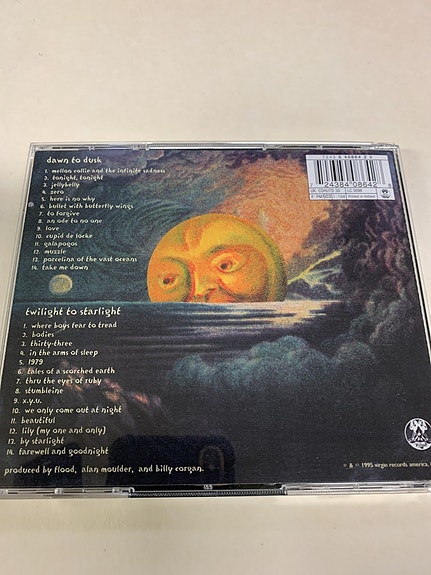 dawn to dusk
1. mellon collie and the infinite sadness
2. tonight, tonight
3. jellybelly
4. zero
5. here is no why
6. bullet with butterfly wings
7. to forgive
8. an ode to no one
9. love
10. cupid de locke
11. galapogos
12. muzzle
13. porcelina of the vast oceans
14. take me down
twilight to starlight
1. where boys fear to tread
2. bodies
3. thirty-three
4. in the arms of sleep
5. 1979
6. tales of a scorched earth
7. thru the eyes of ruby
8. stumbleine
9. x.y.u.
10. we only come out at night
11. beautiful
12. lily (my one and only)
13. by starlight
14. farewell and goodnight
produced by flood, alan moulder, and billy corgan.
24384 08642
1995 virgin records america,